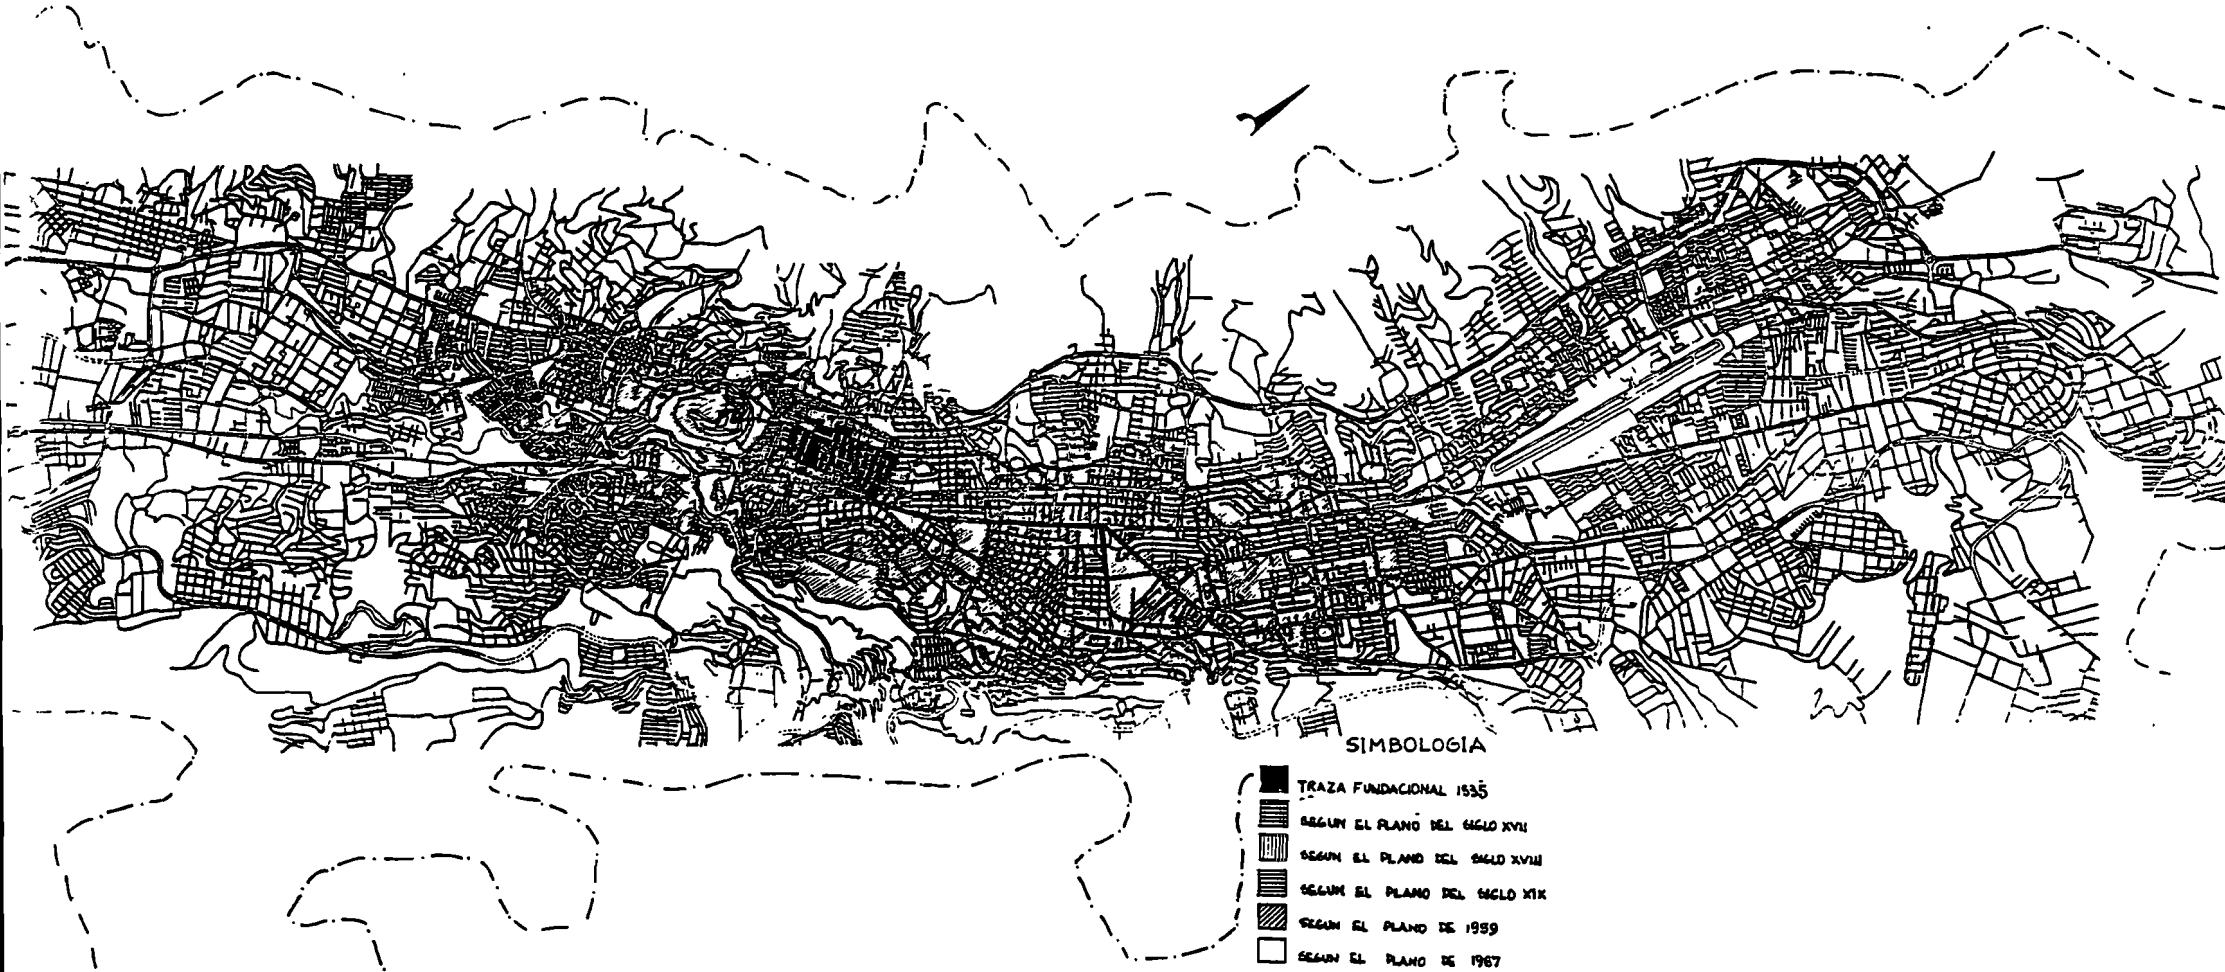 SIMBOLOGIA
TRAZA FUNDACIONAL 1535
SEGUN EL PLANO DEL SIGLO XVII
SEGUN EL PLANO DEL SIGLO XVIII
SEGUN EL PLANO DEL SIGLO XIX
SEGUN EL PLANO DE 1959
SEGUN EL PLANO DE 1987